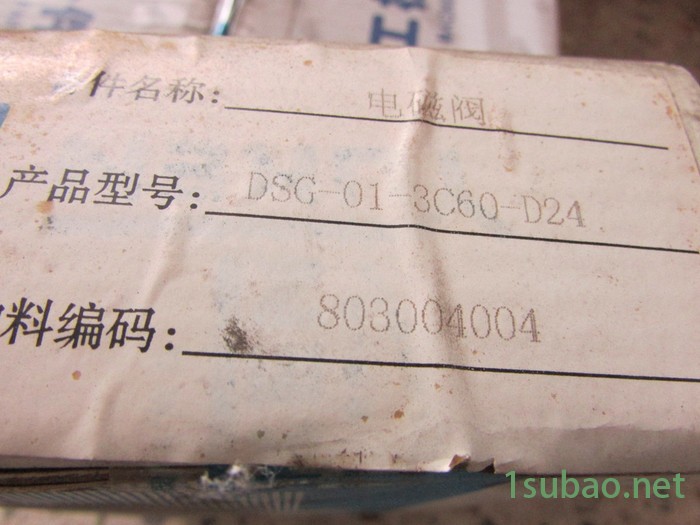 件名称: 电磁阀
产品型号: DSG-01-3C60-D24
料编码: 803004004
1subao.net